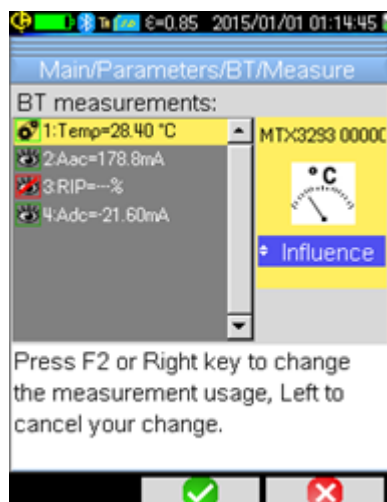 ε=0.85 2015/01/01 01:14:45
Main/Parameters/BT/Measure
BT measurements:
1:Temp=28.40 °C
2:Aac=178.8mA
3:RIP=---%
4:Adc=-21.60mA
MTX3293 0000
°C
Influence
Press F2 or Right key to change
the measurement usage, Left to
cancel your change.